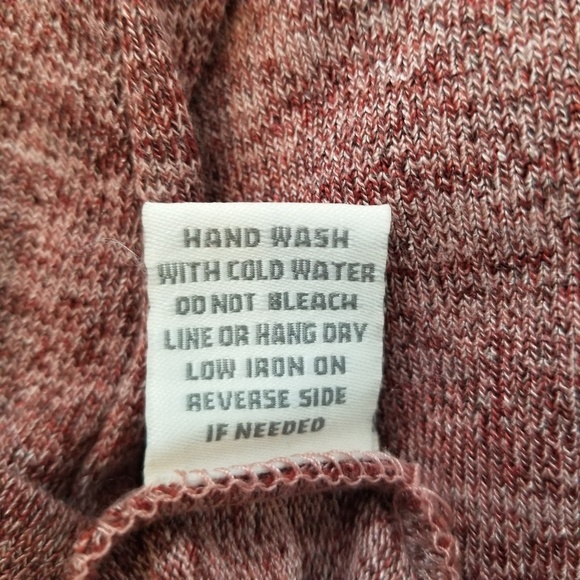 HAND WASH
WITH COLD WATER
DO NOT BLEACH
LINE OR HANG DRY
LOW IRON ON
REVERSE SIDE
IF NEEDED